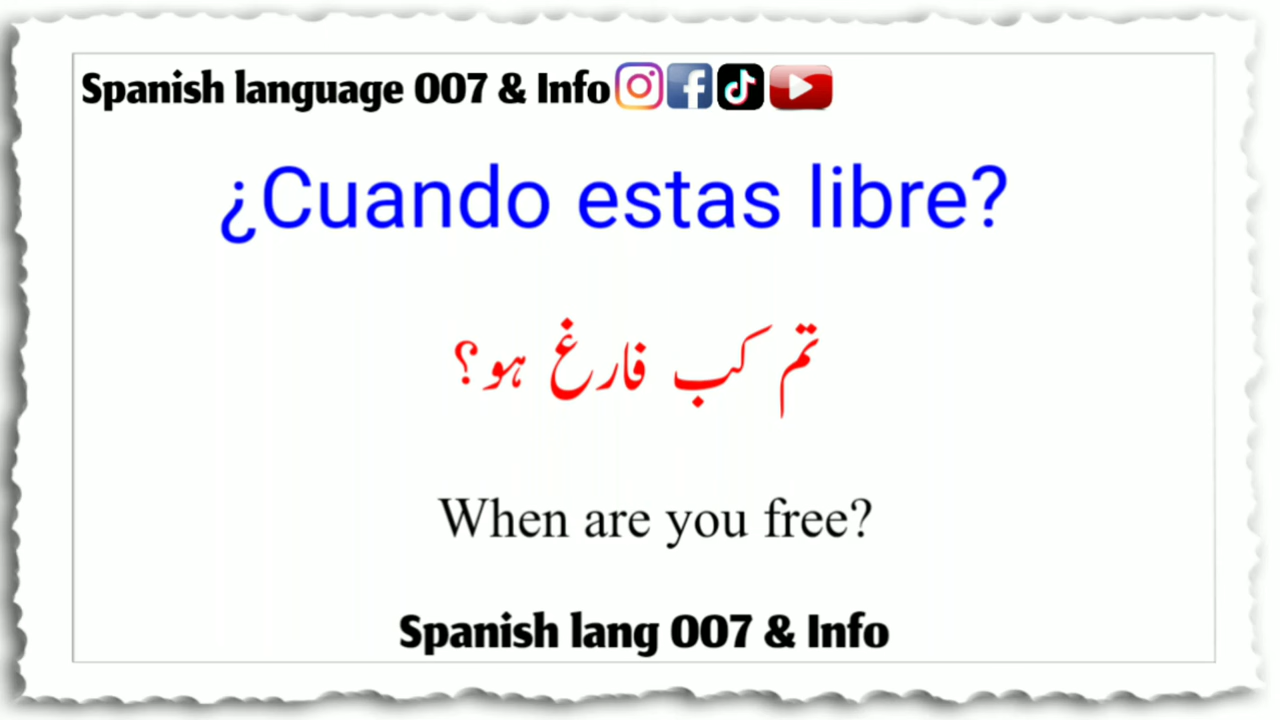 Spanish language 007 & Info
¿Cuando estas libre?
تم کب فارغ ہو؟
When are you free?
Spanish lang 007 & Info